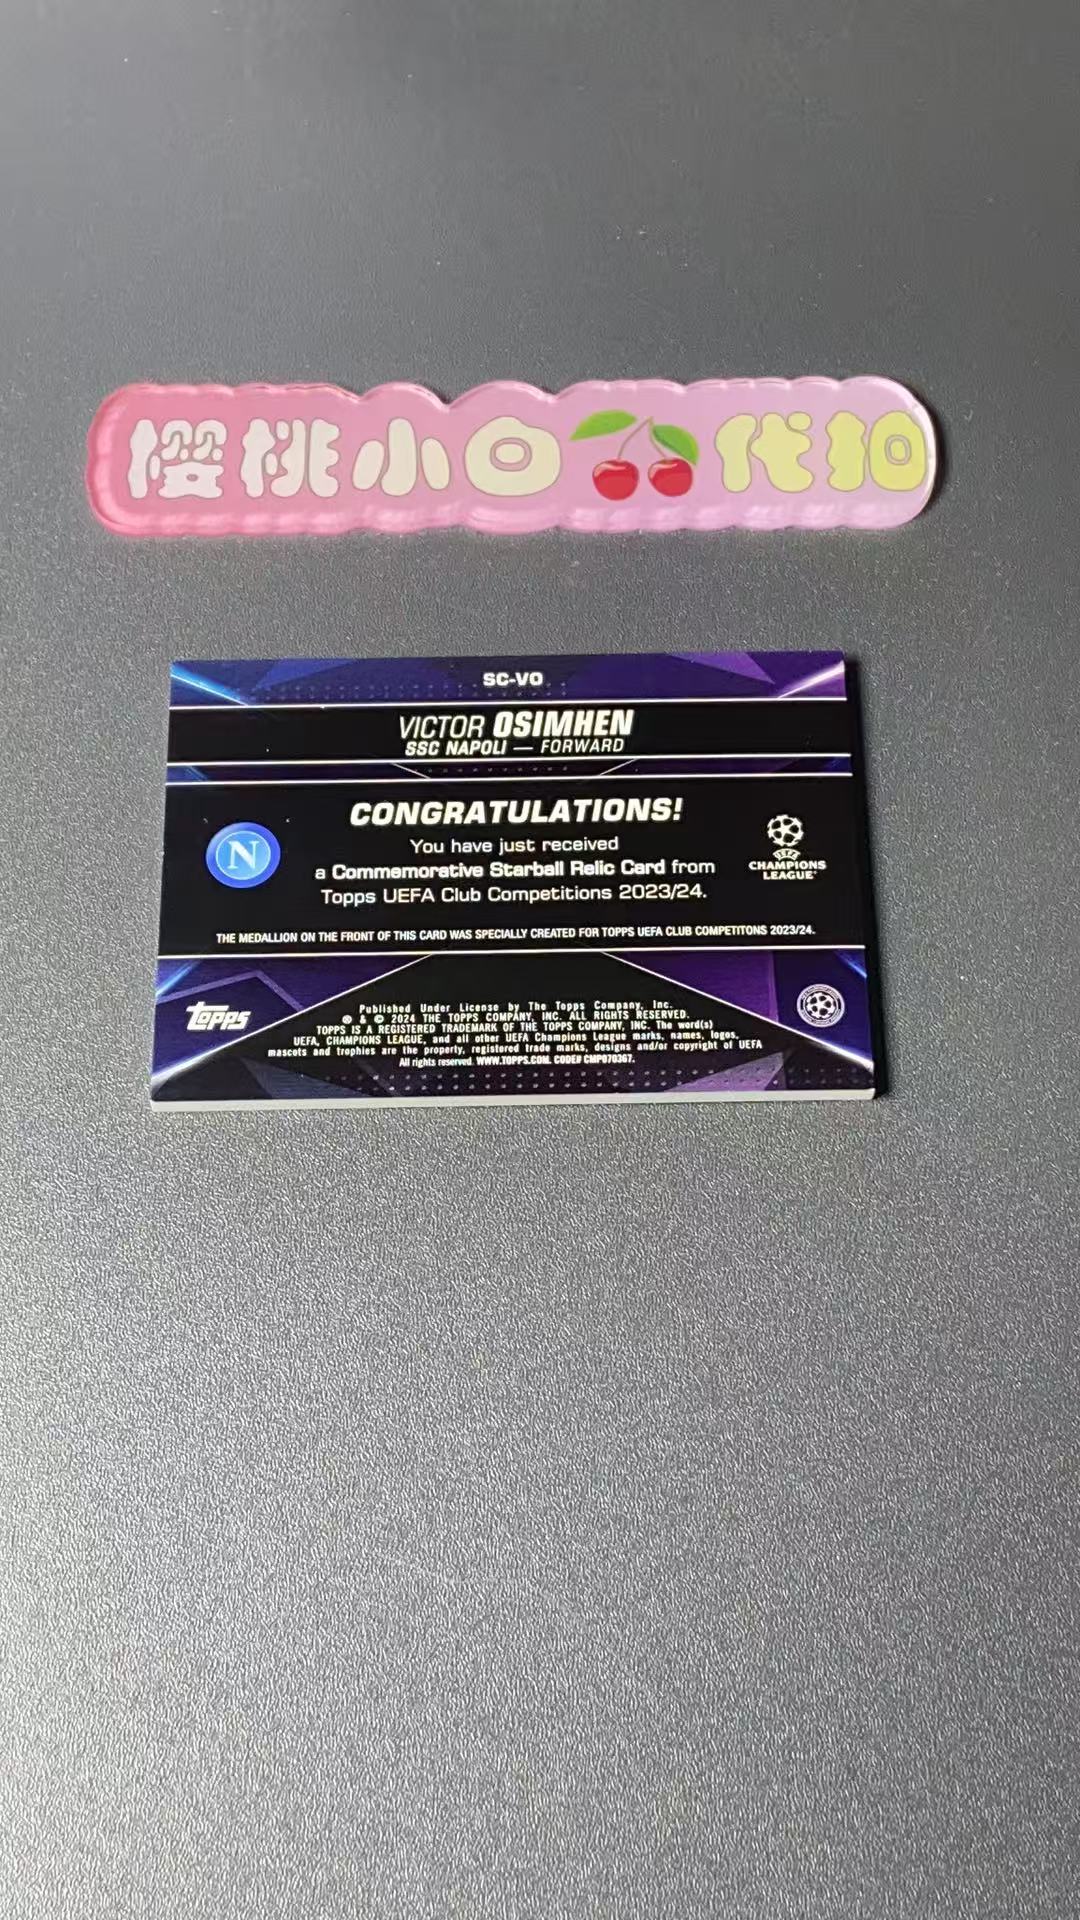 樱桃小白代拍
SC-VO
VICTOR OSIMHEN
SSC NAPOLI — FORWARD
CONGRATULATIONS!
You have just received
a Commemorative Starball Relic Card from
Topps UEFA Club Competitions 2023/24.
N
UEFA
CHAMPIONS
LEAGUE
THE MEDALLION ON THE FRONT OF THIS CARD WAS SPECIALLY CREATED FOR TOPPS UEFA CLUB COMPETITONS 2023/24.
topps
Published Under License by The Topps Company, Inc.
® & © 2024 THE TOPPS COMPANY, INC. ALL RIGHTS RESERVED.
TOPPS IS A REGISTERED TRADEMARK OF THE TOPPS COMPANY, INC. The word(s)
UEFA, CHAMPIONS LEAGUE, and all other UEFA Champions League marks, names, logos,
mascots and trophies are the property, registered trade marks, designs and/or copyright of UEFA
All rights reserved. WWW.TOPPS.COM. CODE# CMP070367.